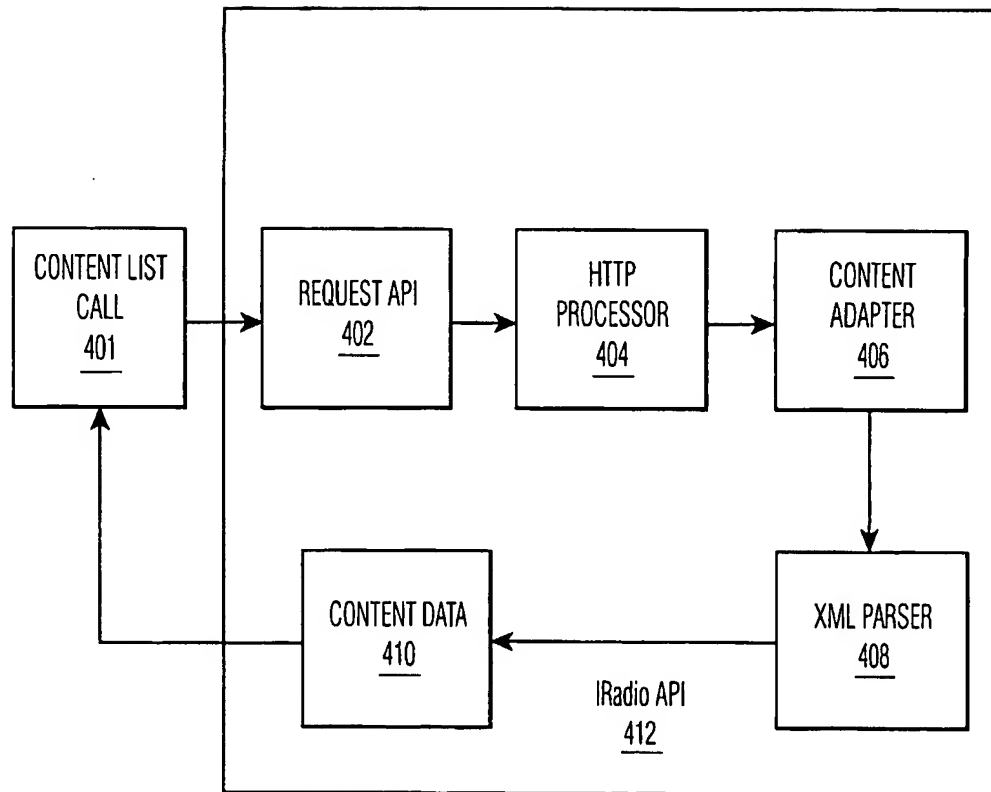 CONTENT LIST
CALL
401
REQUEST API
402
HTTP
PROCESSOR
404
CONTENT
ADAPTER
406
CONTENT DATA
410
XML PARSER
408
IRadio API
412